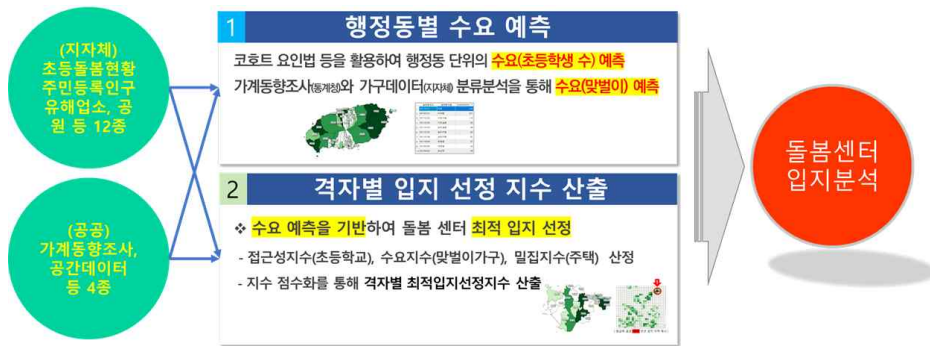 (지자체)
초등돌봄현황
주민등록인구
유해업소, 공
원 등 12종
(공공)
가계동향조사,
공간데이터
등 4종
1
행정동별 수요 예측
코호트 요인법 등을 활용하여 행정동 단위의 수요(초등학생 수) 예측
가계동향조사(통계청)와 가구데이터(지자체) 분류분석을 통해 수요(맞벌이) 예측
2
격자별 입지 선정 지수 산출
❖ 수요 예측을 기반하여 돌봄 센터 최적 입지 선정
- 접근성지수(초등학교), 수요지수(맞벌이가구), 밀집지수(주택) 산정
- 지수 점수화를 통해 격자별 최적입지선정지수 산출
돌봄센터
입지분석